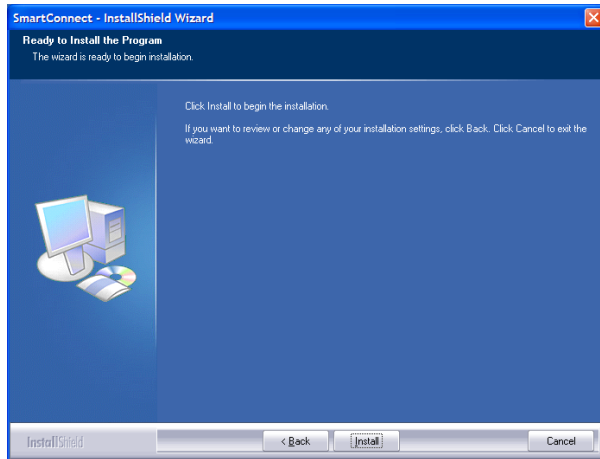 SmartConnect - InstallShield Wizard
Ready to Install the Program
The wizard is ready to begin installation.
Click Install to begin the installation.
If you want to review or change any of your installation settings, click Back. Click Cancel to exit the
wizard.
InstallShield
< Back
Install
Cancel